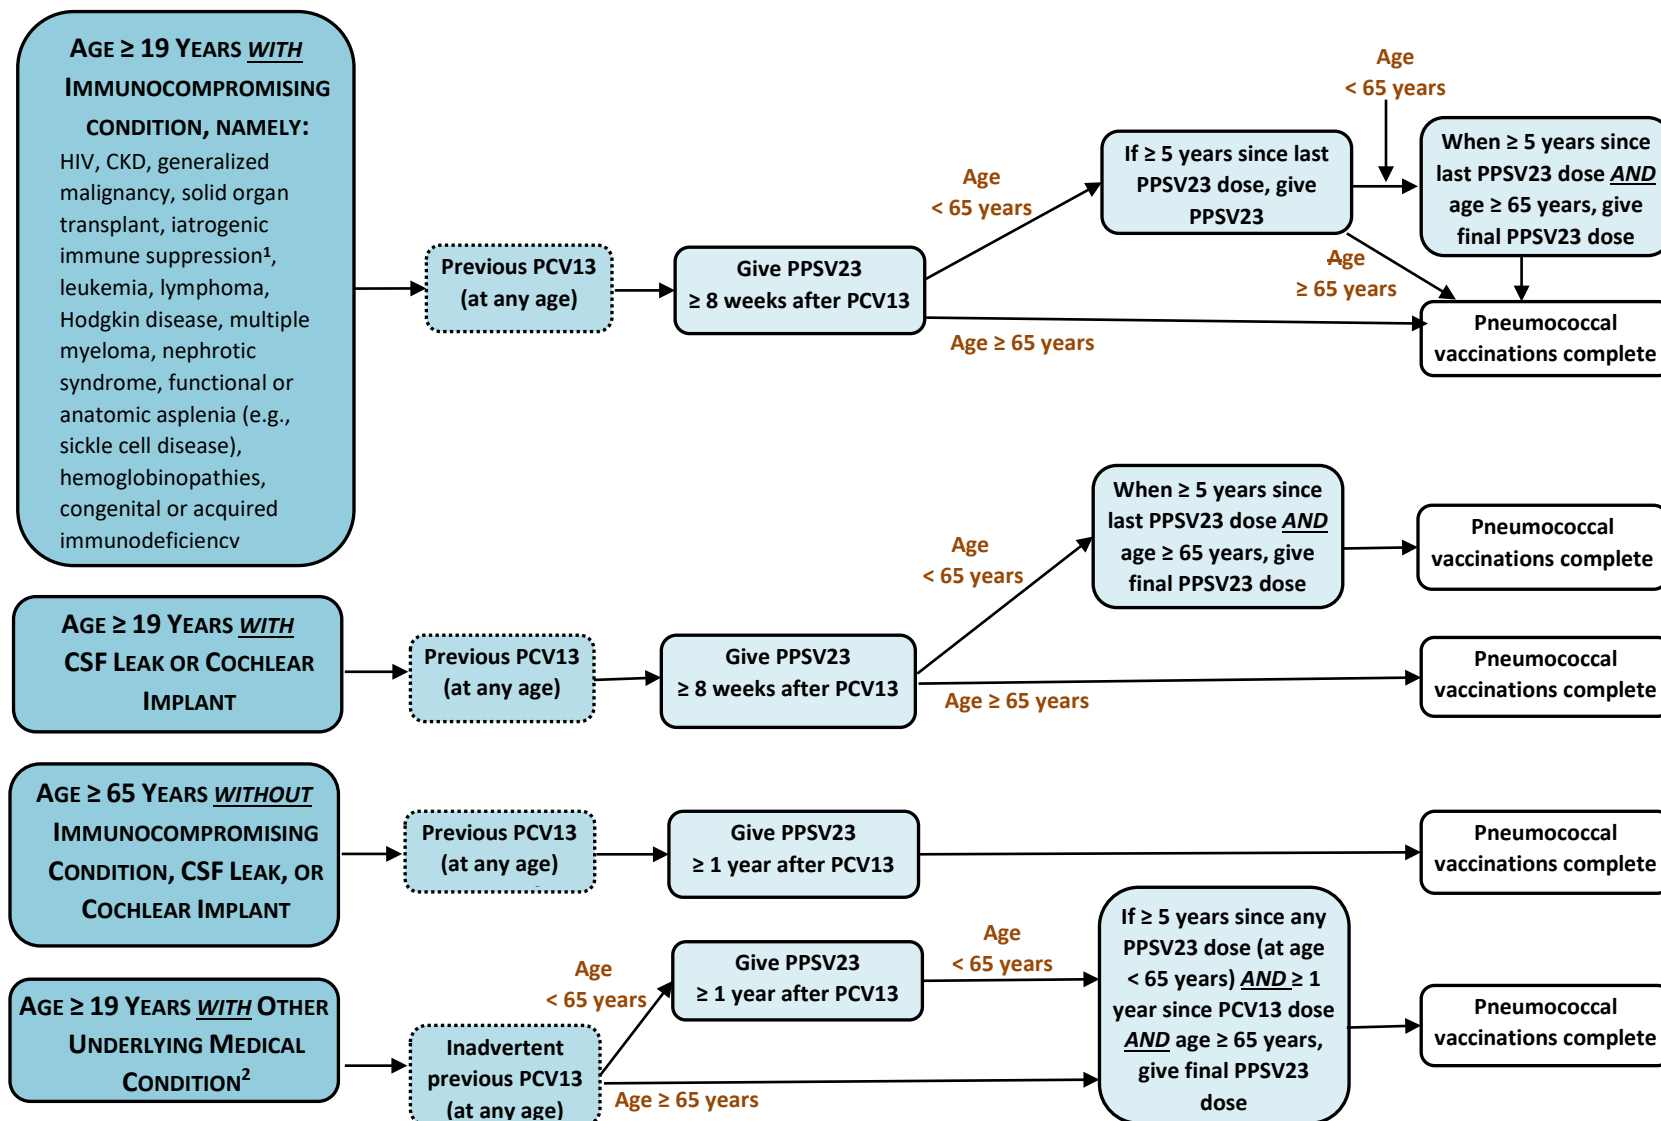 AGE ≥ 19 YEARS WITH
IMMUNOCOMPROMISING
CONDITION, NAMELY:
HIV, CKD, generalized
malignancy, solid organ
transplant, iatrogenic
immune suppression¹,
leukemia, lymphoma,
Hodgkin disease, multiple
myeloma, nephrotic
syndrome, functional or
anatomic asplenia (e.g.,
sickle cell disease),
hemoglobinopathies,
congenital or acquired
immunodeficiency
Previous PCV13
(at any age)
Give PPSV23
≥ 8 weeks after PCV13
Age
< 65 years
Age ≥ 65 years
If ≥ 5 years since last
PPSV23 dose, give
PPSV23
Age
< 65 years
Age
≥ 65 years
When ≥ 5 years since
last PPSV23 dose AND
age ≥ 65 years, give
final PPSV23 dose
Pneumococcal
vaccinations complete
AGE ≥ 19 YEARS WITH
CSF LEAK OR COCHLEAR
IMPLANT
Previous PCV13
(at any age)
Give PPSV23
≥ 8 weeks after PCV13
Age
< 65 years
Age ≥ 65 years
When ≥ 5 years since
last PPSV23 dose AND
age ≥ 65 years, give
final PPSV23 dose
Pneumococcal
vaccinations complete
Pneumococcal
vaccinations complete
AGE ≥ 65 YEARS WITHOUT
IMMUNOCOMPROMISING
CONDITION, CSF LEAK, OR
COCHLEAR IMPLANT
Previous PCV13
(at any age)
Give PPSV23
≥ 1 year after PCV13
Pneumococcal
vaccinations complete
AGE ≥ 19 YEARS WITH OTHER
UNDERLYING MEDICAL
CONDITION²
Inadvertent
previous PCV13
(at any age)
Age
< 65 years
Age ≥ 65 years
Give PPSV23
≥ 1 year after PCV13
Age
< 65 years
If ≥ 5 years since any
PPSV23 dose (at age
< 65 years) AND ≥ 1
year since PCV13 dose
AND age ≥ 65 years,
give final PPSV23
dose
Pneumococcal
vaccinations complete